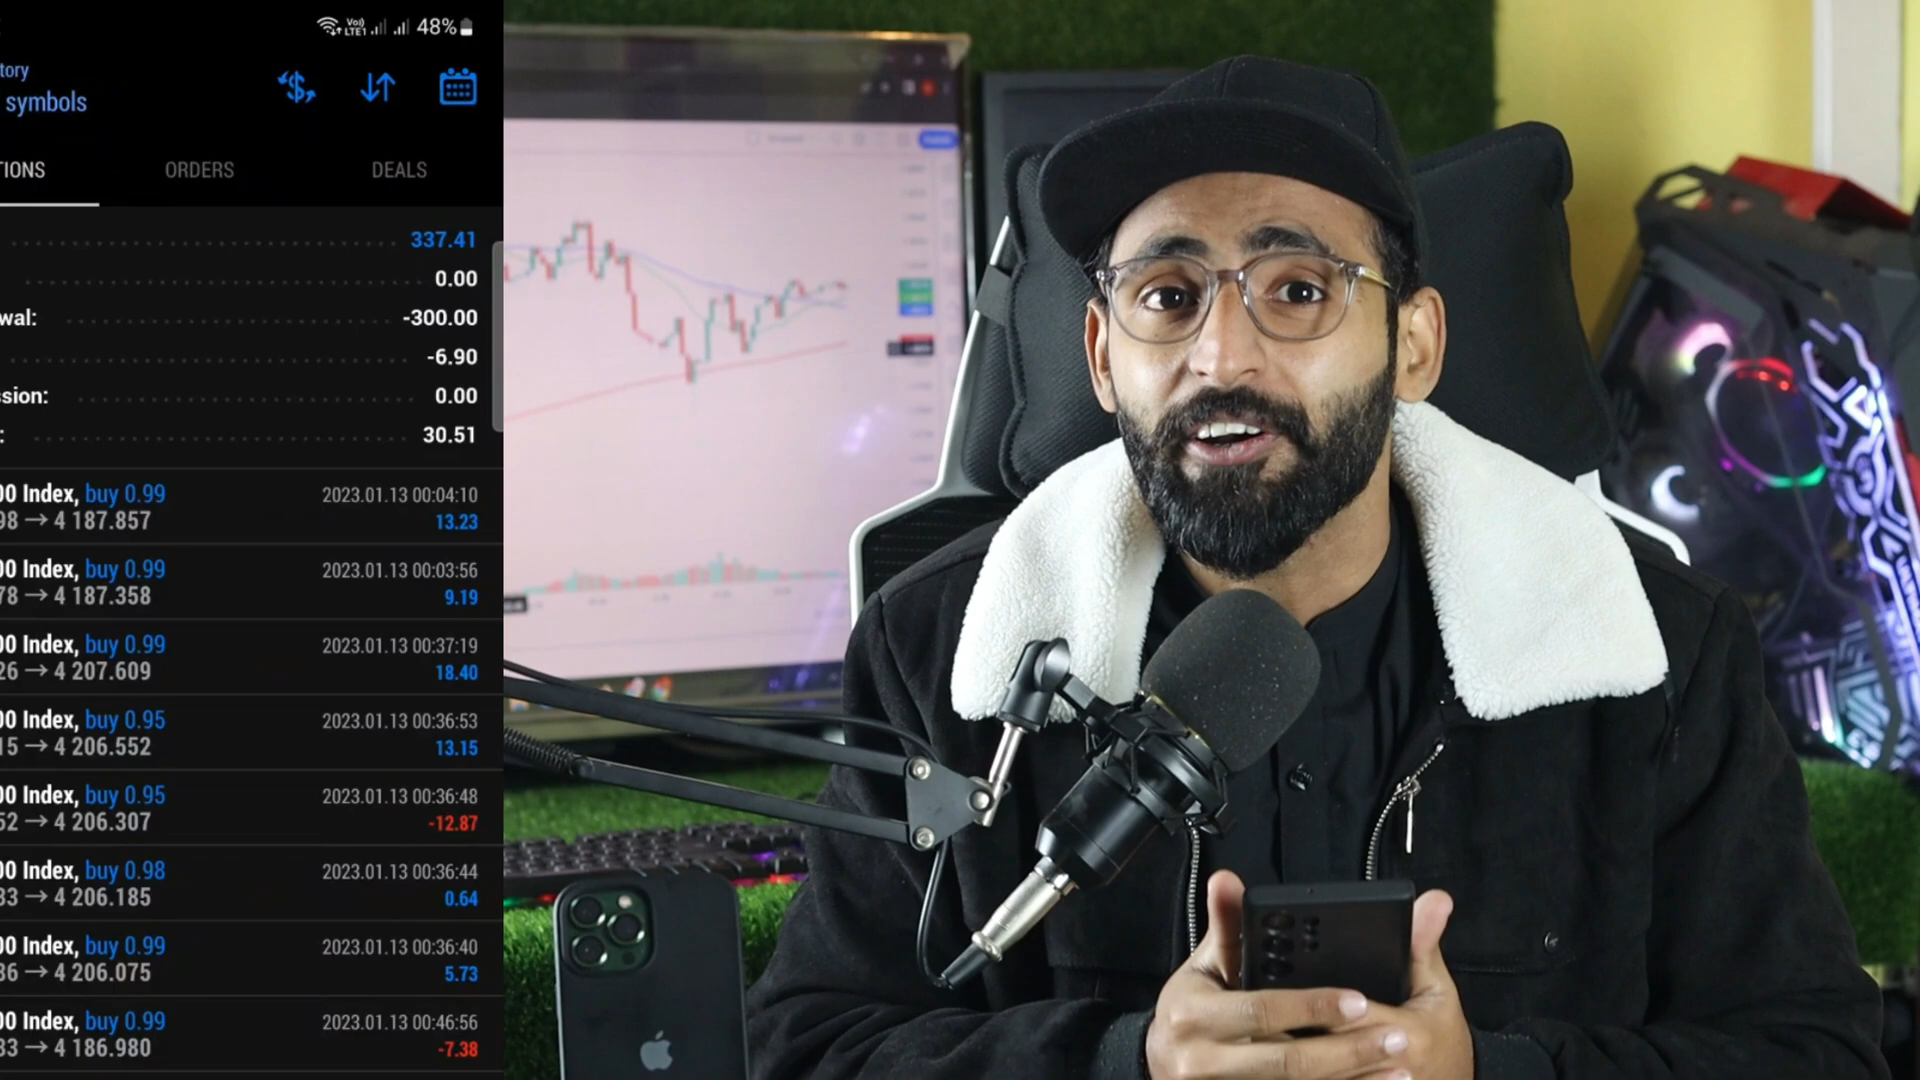 Vo) LTE1 48%
tory
symbols
TIONS ORDERS DEALS
337.41
0.00
wal: -300.00
-6.90
sion: 0.00
: 30.51
00 Index, buy 0.99 2023.01.13 00:04:10
98 → 4 187.857 13.23
00 Index, buy 0.99 2023.01.13 00:03:56
78 → 4 187.358 9.19
00 Index, buy 0.99 2023.01.13 00:37:19
26 → 4 207.609 18.40
00 Index, buy 0.95 2023.01.13 00:36:53
15 → 4 206.552 13.15
00 Index, buy 0.95 2023.01.13 00:36:48
52 → 4 206.307 -12.87
00 Index, buy 0.98 2023.01.13 00:36:44
33 → 4 206.185 0.64
00 Index, buy 0.99 2023.01.13 00:36:40
36 → 4 206.075 5.73
00 Index, buy 0.99 2023.01.13 00:46:56
33 → 4 186.980 -7.38